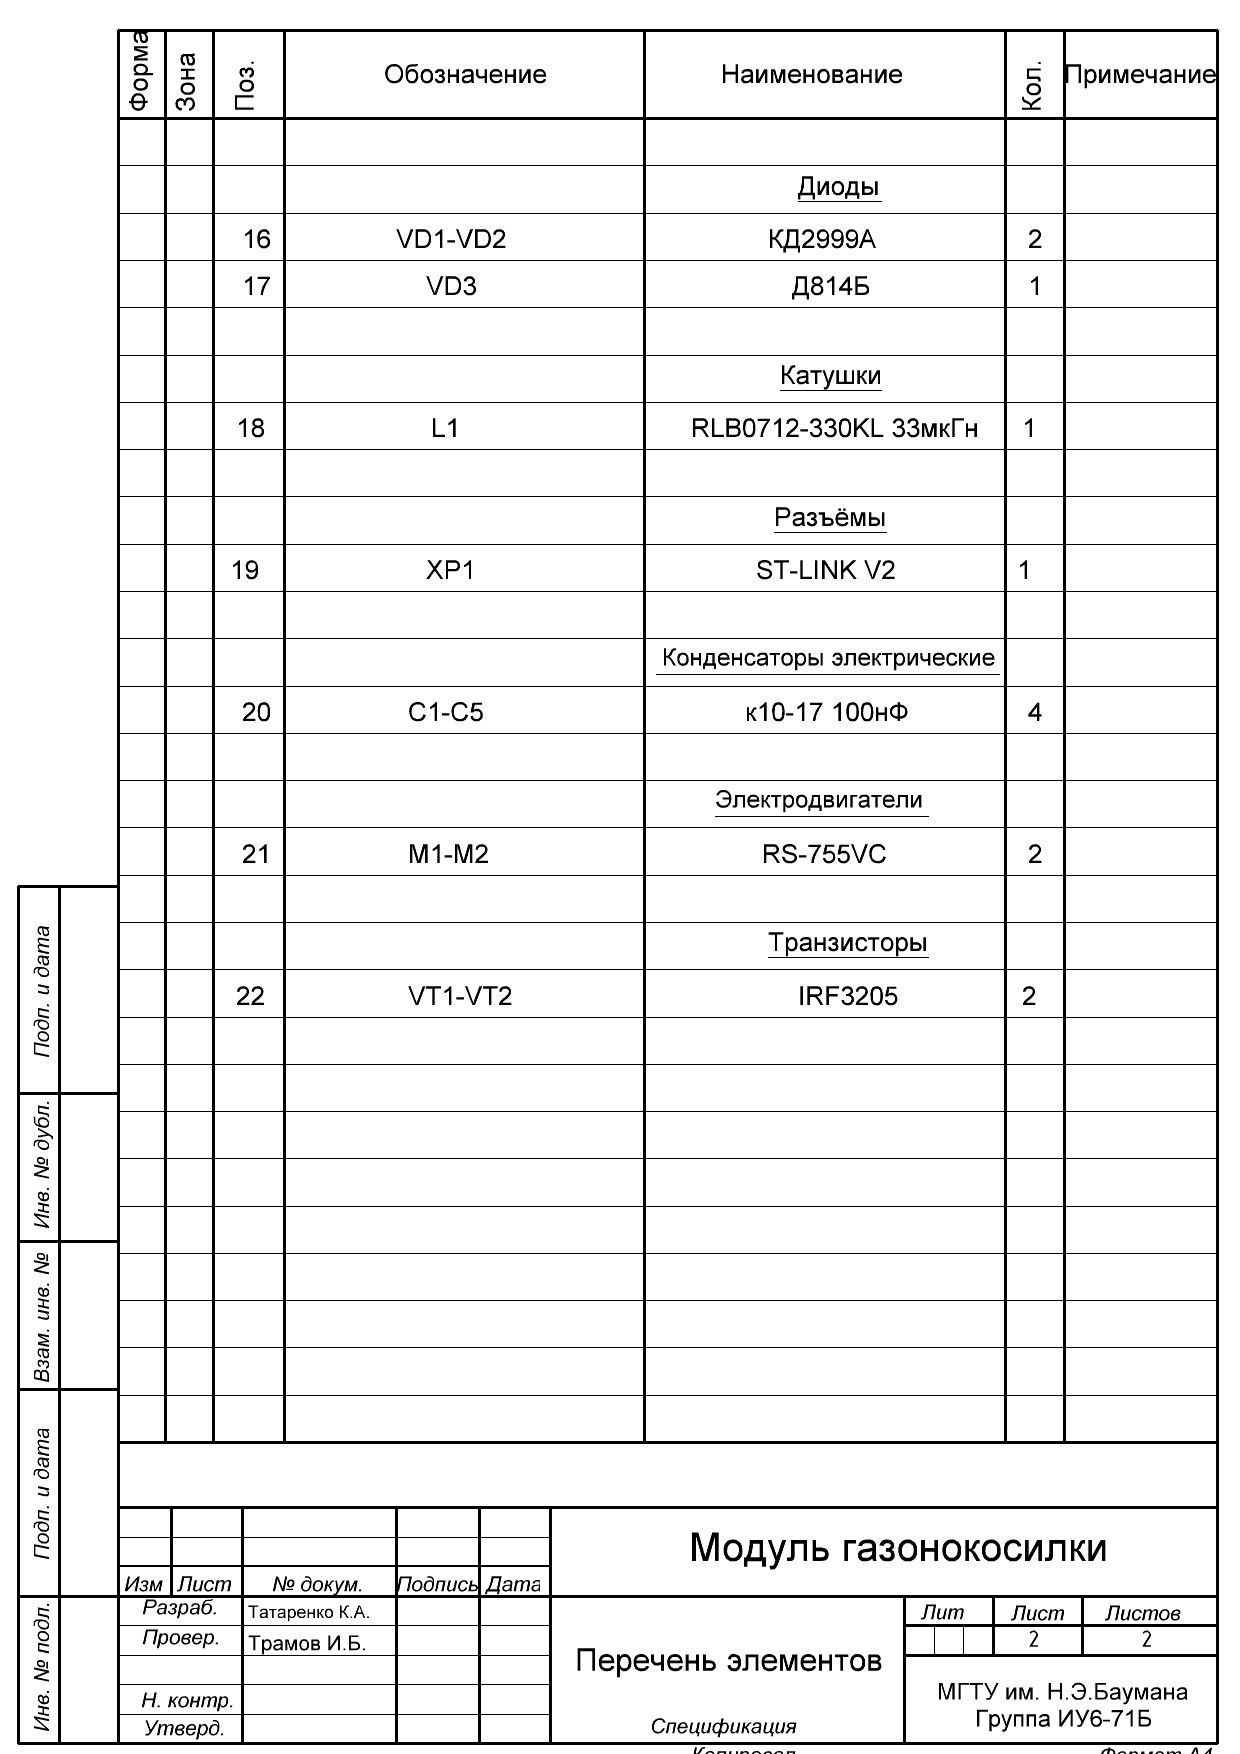 Форма Зона Поз. Обозначение Наименование Кол. Примечание
Диоды
16 VD1-VD2 КД2999А 2
17 VD3 Д814Б 1
Катушки
18 L1 RLB0712-330KL 33мкГн 1
Разъёмы
19 XP1 ST-LINK V2 1
Конденсаторы электрические
20 C1-C5 к10-17 100нФ 4
Электродвигатели
21 M1-M2 RS-755VC 2
Транзисторы
22 VT1-VT2 IRF3205 2
Подп. и дата
Инв. № дубл.
Взам. инв. №
Подп. и дата
Инв. № подл.
Модуль газонокосилки
Изм Лист № докум. Подпись Дата
Разраб. Татаренко К.А.
Провер. Трамов И.Б.
Н. контр.
Утверд.
Перечень элементов
Спецификация
Лит Лист Листов
2 2
МГТУ им. Н.Э.Баумана
Группа ИУ6-71Б
Копировал Формат А4